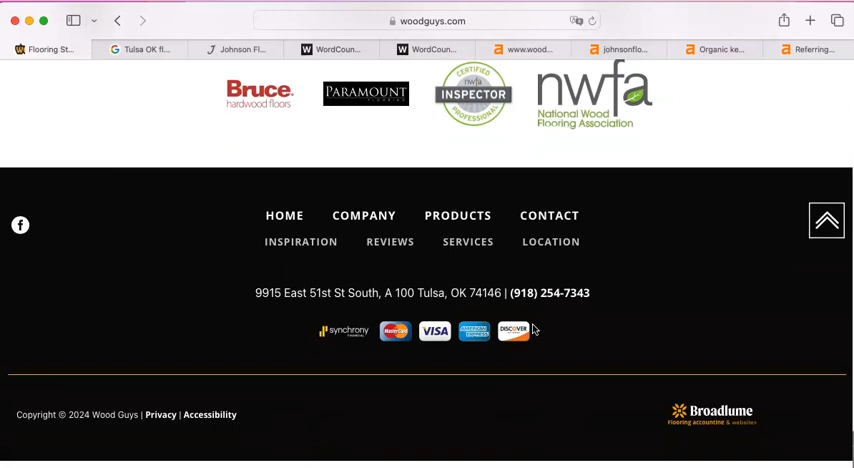 woodguys.com
Flooring St...
Tulsa OK fl...
Johnson Fl...
WordCoun...
WordCoun...
www.wood...
johnsonflo...
Organic ke...
Referring...
Bruce
hardwood floors
PARAMOUNT
FLOORING
CERTIFIED
nwfa
INSPECTOR
PROFESSIONAL
nwfa
National Wood
Flooring Association
HOME COMPANY PRODUCTS CONTACT
INSPIRATION REVIEWS SERVICES LOCATION
9915 East 51st St South, A 100 Tulsa, OK 74146 | (918) 254-7343
synchrony
FINANCIAL
MasterCard
VISA
AMERICAN EXPRESS
DISCOVER
Copyright © 2024 Wood Guys | Privacy | Accessibility
Broadlume
Flooring accounting & websites